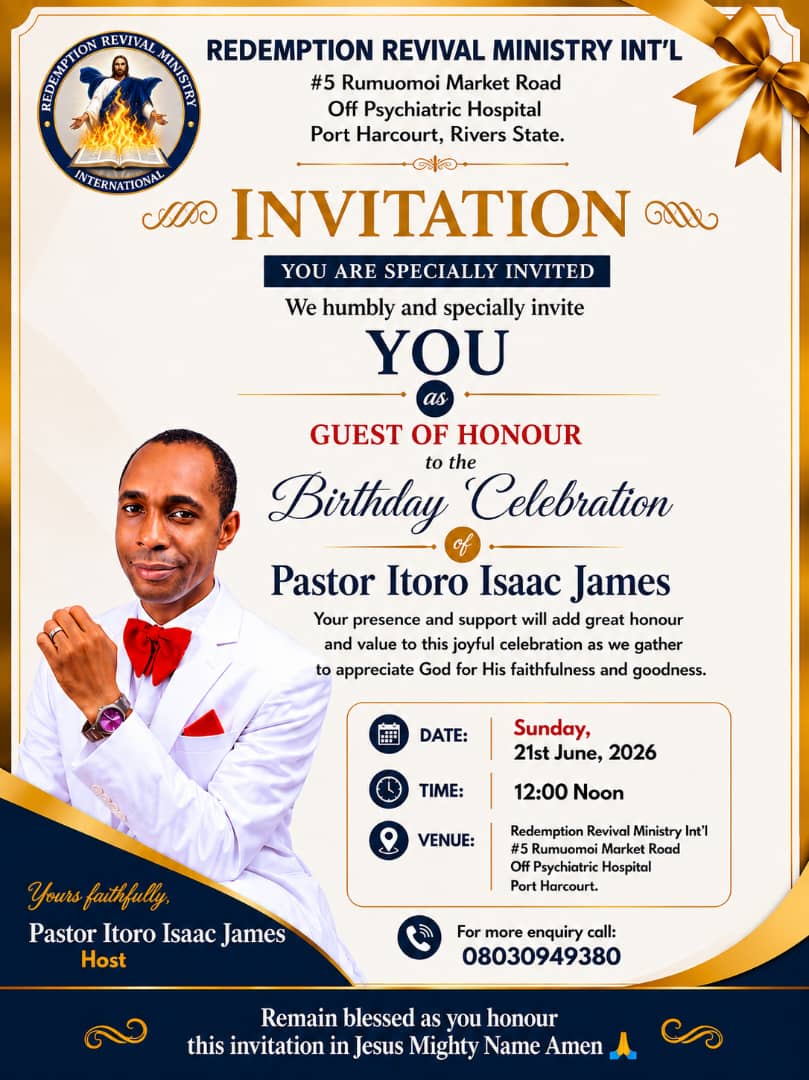 REDEMPTION REVIVAL MINISTRY
INTERNATIONAL
REDEMPTION REVIVAL MINISTRY INT'L
#5 Rumuomoi Market Road
Off Psychiatric Hospital
Port Harcourt, Rivers State.
INVITATION
YOU ARE SPECIALLY INVITED
We humbly and specially invite
YOU
as
GUEST OF HONOUR
to the
Birthday ‘Celebration
of
Pastor Itoro Isaac James
Your presence and support will add great honour
and value to this joyful celebration as we gather
to appreciate God for His faithfulness and goodness.
DATE: Sunday,
21st June, 2026
TIME: 12:00 Noon
VENUE: Redemption Revival Ministry Int'l
#5 Rumuomoi Market Road
Off Psychiatric Hospital
Port Harcourt.
Yours faithfully,
Pastor Itoro Isaac James
Host
For more enquiry call:
08030949380
Remain blessed as you honour
this invitation in Jesus Mighty Name Amen 🙏